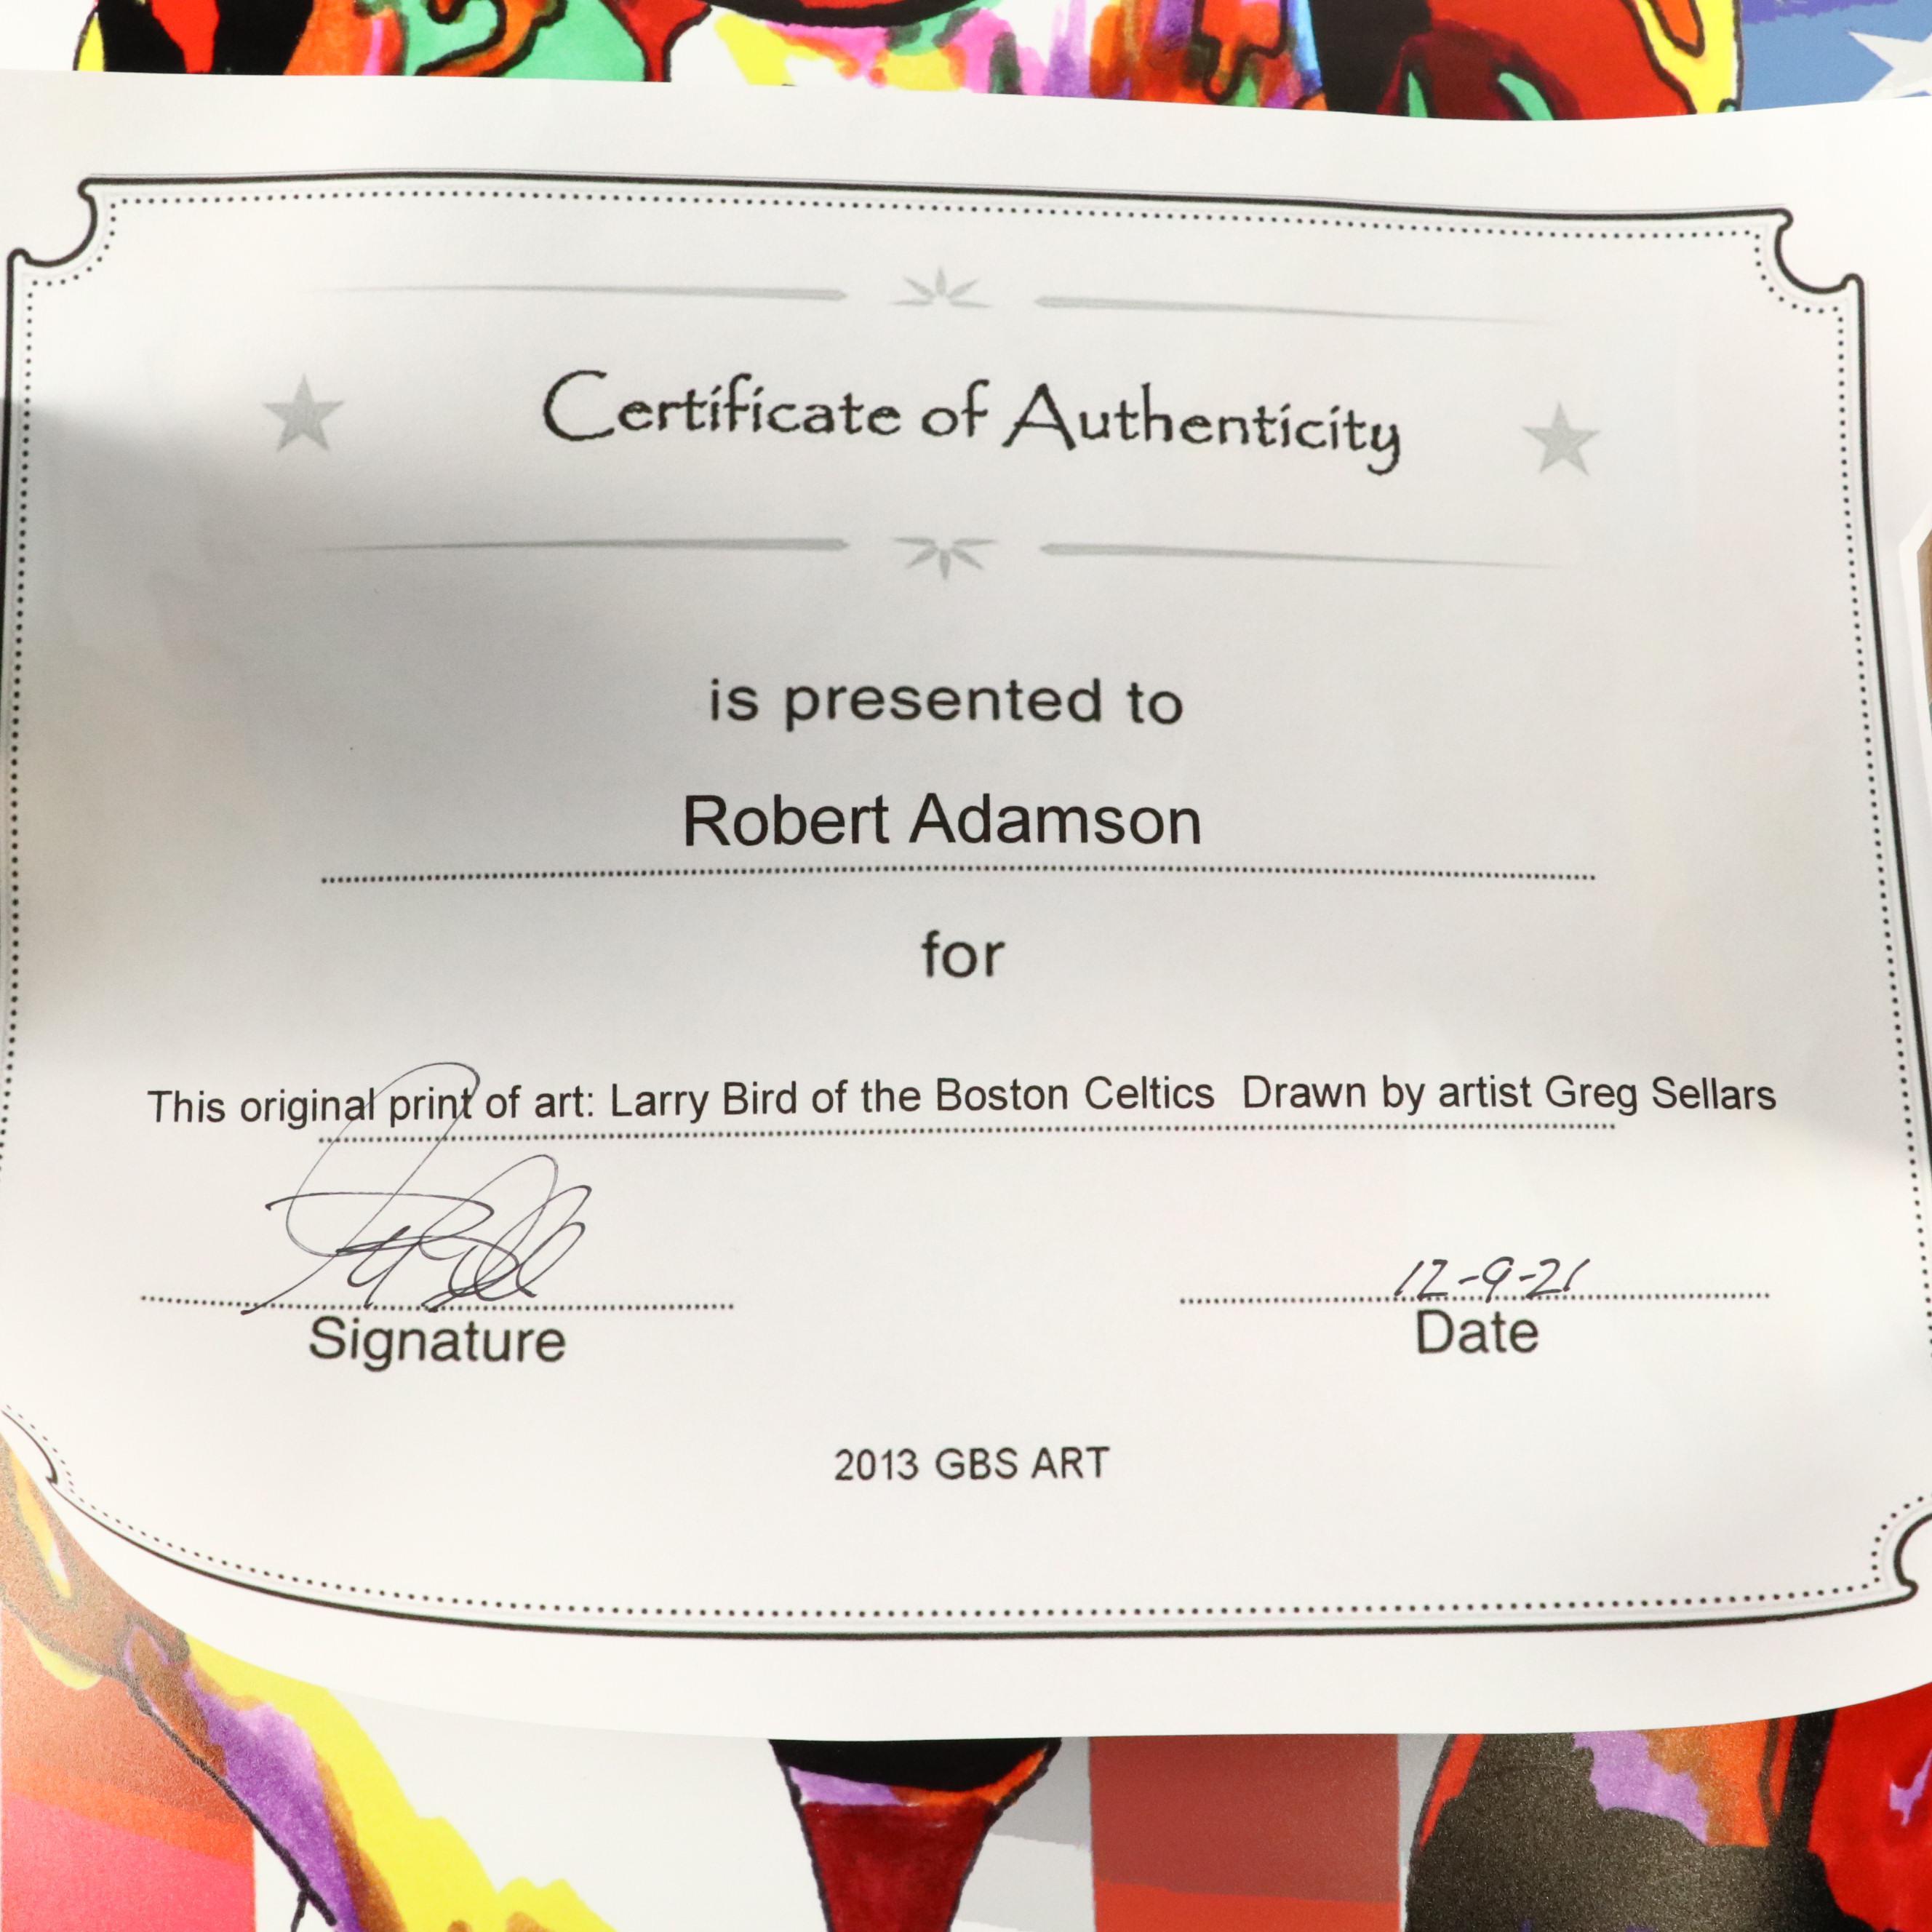 Certificate of Authenticity
is presented to
Robert Adamson
for
This original print of art: Larry Bird of the Boston Celtics  Drawn by artist Greg Sellars
12-9-21
Signature
Date
2013 GBS ART